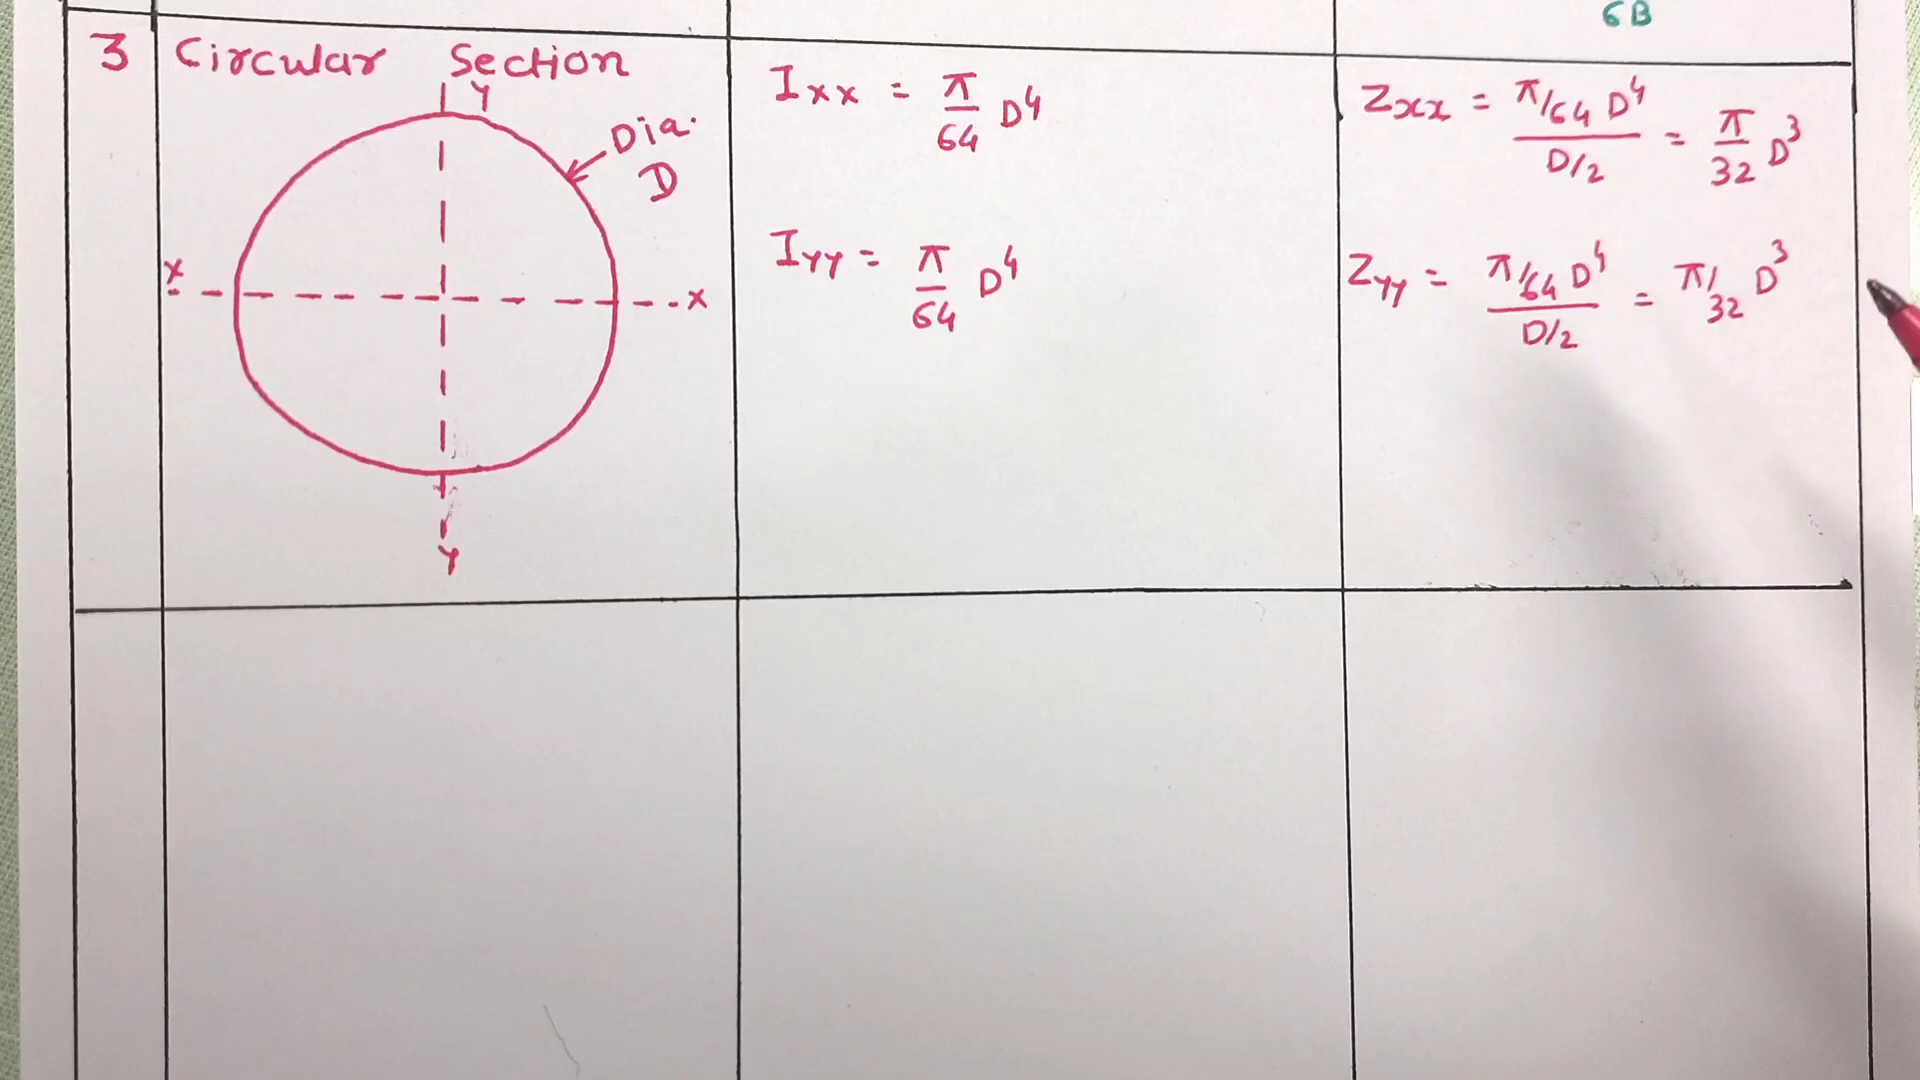 6B
3 Circular Section
Y
Dia.
D
X X
Y
Ixx = π/64 D⁴
Iyy = π/64 D⁴
Zxx = (π/64 D⁴)/(D/2) = π/32 D³
Zyy = (π/64 D⁴)/(D/2) = π/32 D³